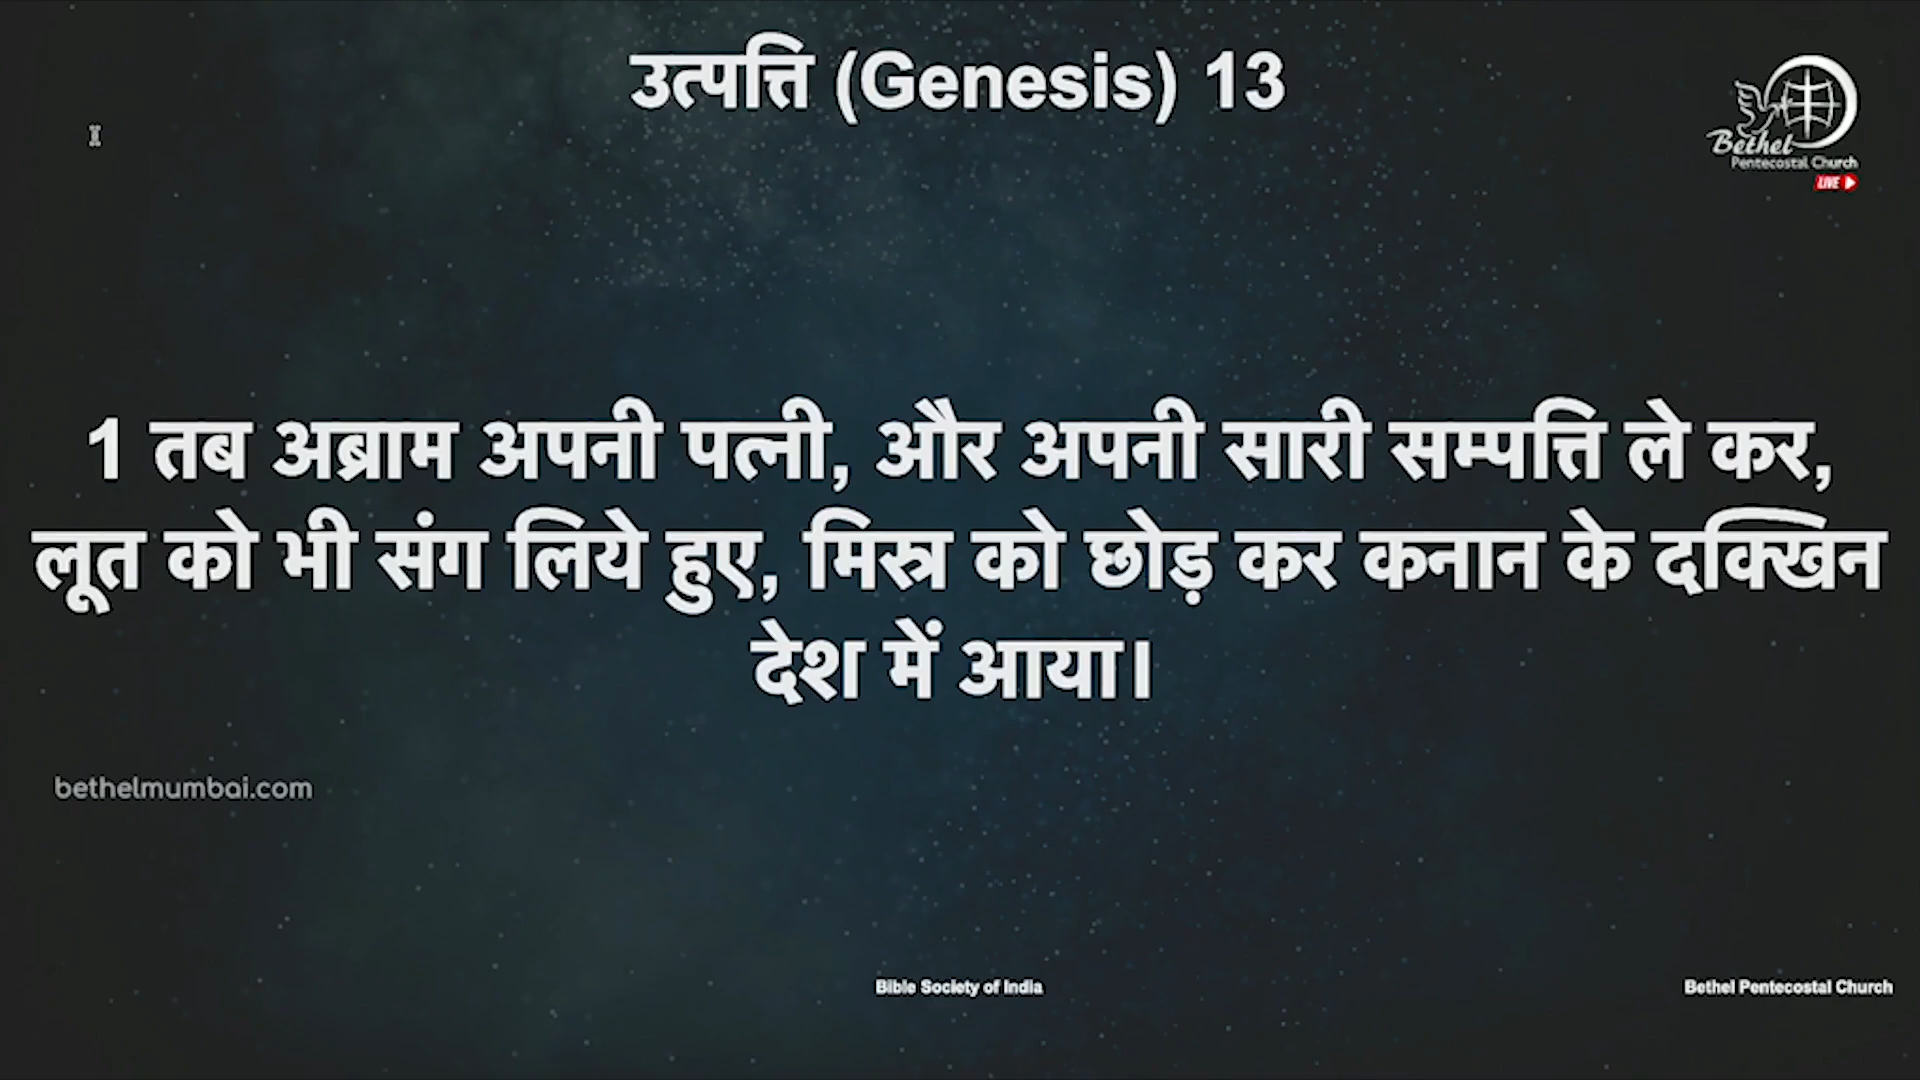 उत्पत्ति (Genesis) 13
Bethel
Pentecostal Church
LIVE
1 तब अब्राम अपनी पत्नी, और अपनी सारी सम्पत्ति ले कर,
लूत को भी संग लिये हुए, मिस्र को छोड़ कर कनान के दक्खिन
देश में आया।
bethelmumbai.com
Bible Society of India
Bethel Pentecostal Church